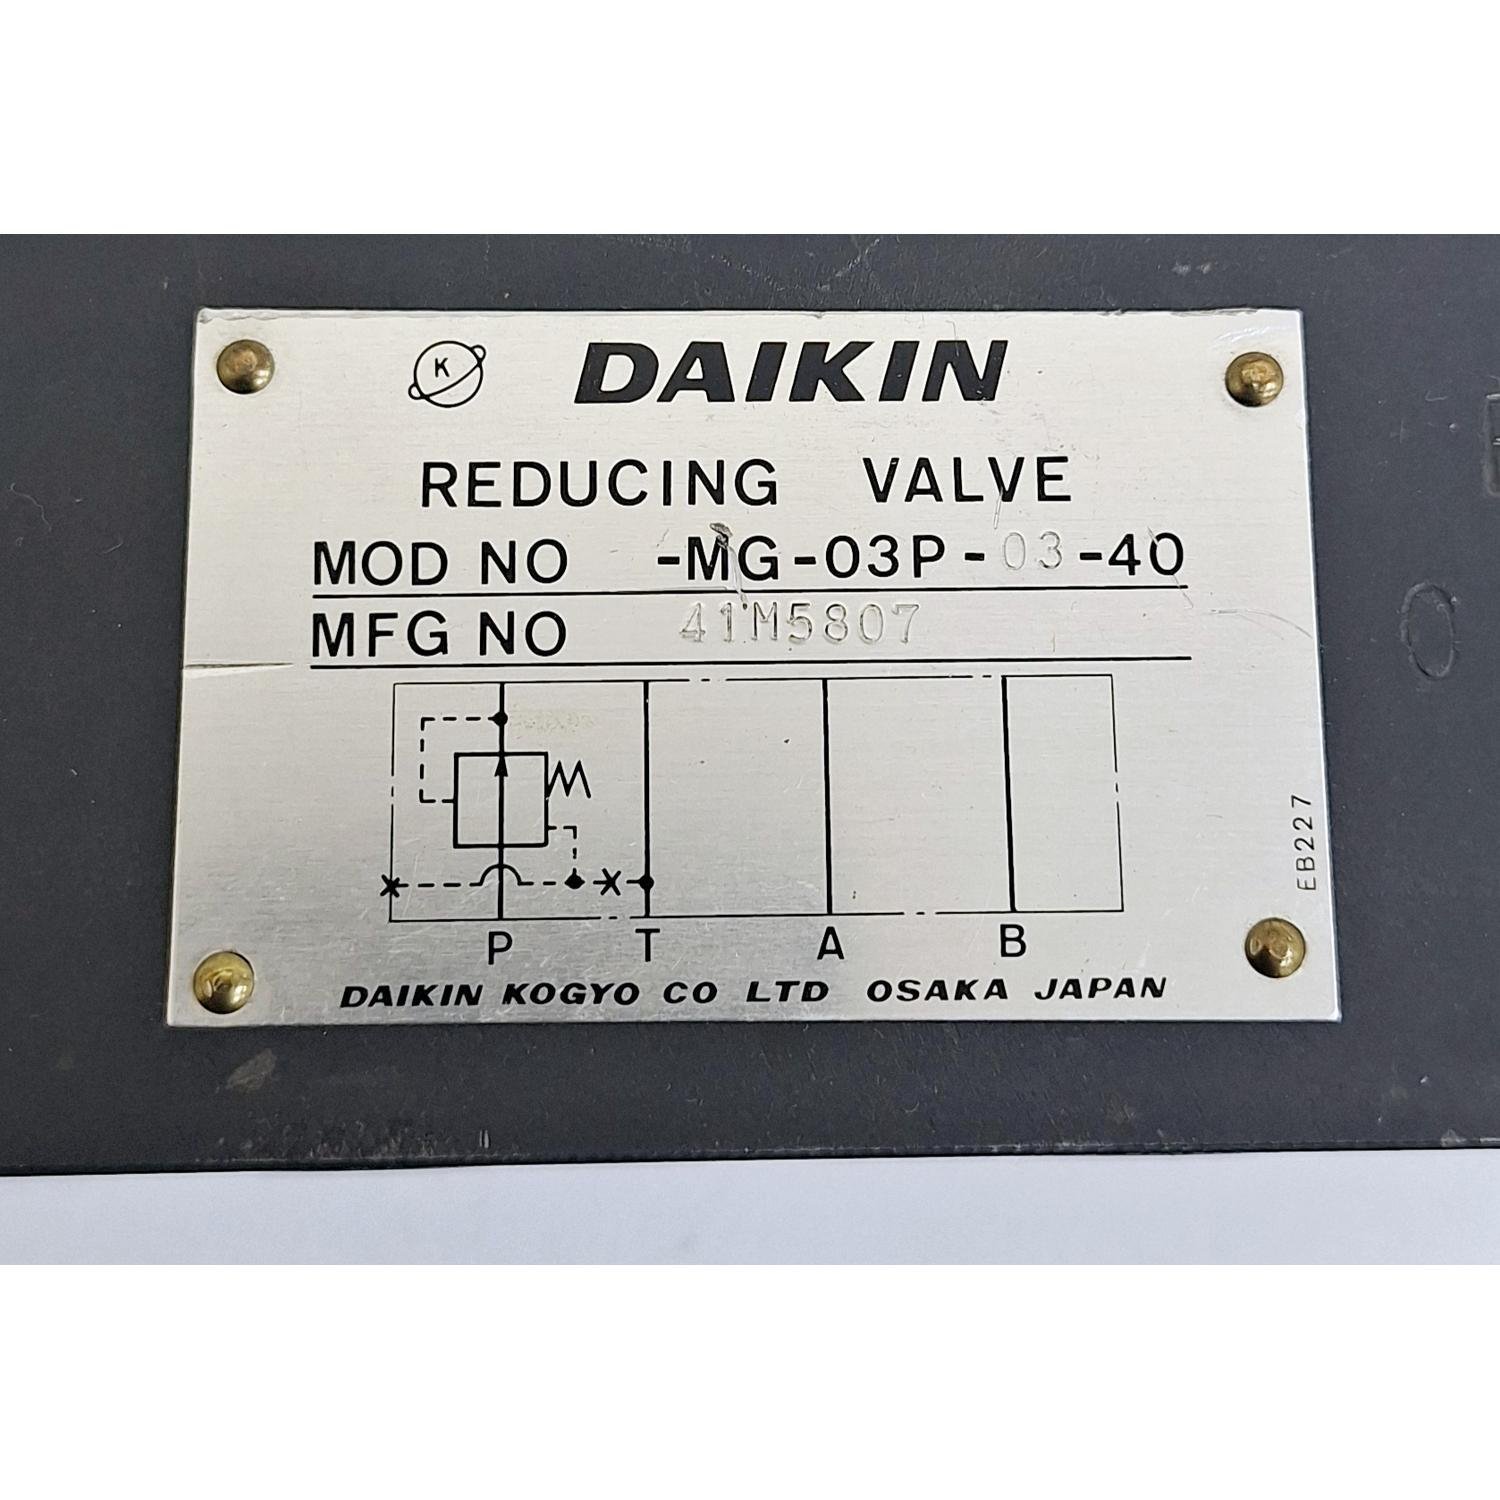 K DAIKIN
REDUCING VALVE
MOD NO -MG-03P-03-40
MFG NO 41M5807
EB227
P T A B
DAIKIN KOGYO CO LTD OSAKA JAPAN